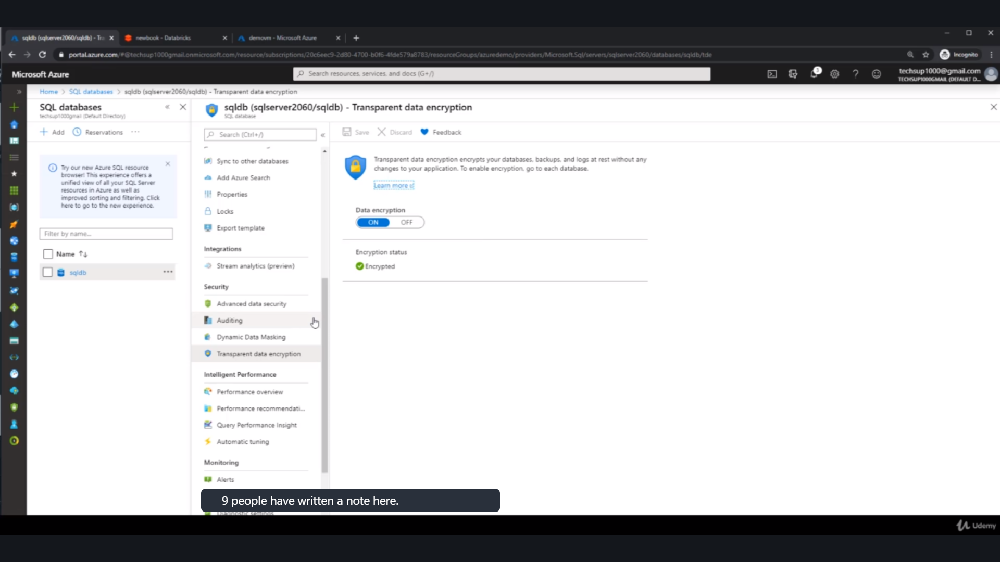 sqldb (sqlserver2060/sqldb) - Tra
newbook - Databricks
demovm - Microsoft Azure
portal.azure.com/#@techsup1000gmail.onmicrosoft.com/resource/subscriptions/20c6eec9-2d80-4700-b0f6-4fde579a8783/resourceGroups/azuredemo/providers/Microsoft.Sql/servers/sqlserver2060/databases/sqldb/tde
Incognito
Microsoft Azure
Search resources, services, and docs (G+/)
3
techsup1000@gmail.com
TECHSUP1000GMAIL (DEFAULT D...
Home > SQL databases > sqldb (sqlserver2060/sqldb) - Transparent data encryption
SQL databases
techsup1000gmail (Default Directory)
Add
Reservations
Try our new Azure SQL resource
browser! This experience offers a
unified view of all your SQL Server
resources in Azure as well as
improved sorting and filtering. Click
here to go to the new experience.
Filter by name...
Name
sqldb
sqldb (sqlserver2060/sqldb) - Transparent data encryption
SQL database
Search (Ctrl+/)
Sync to other databases
Add Azure Search
Properties
Locks
Export template
Integrations
Stream analytics (preview)
Security
Advanced data security
Auditing
Dynamic Data Masking
Transparent data encryption
Intelligent Performance
Performance overview
Performance recommendati...
Query Performance Insight
Automatic tuning
Monitoring
Alerts
Diagnostic settings
Save
Discard
Feedback
Transparent data encryption encrypts your databases, backups, and logs at rest without any
changes to your application. To enable encryption, go to each database.
Learn more
Data encryption
ON
OFF
Encryption status
Encrypted
9 people have written a note here.
Udemy